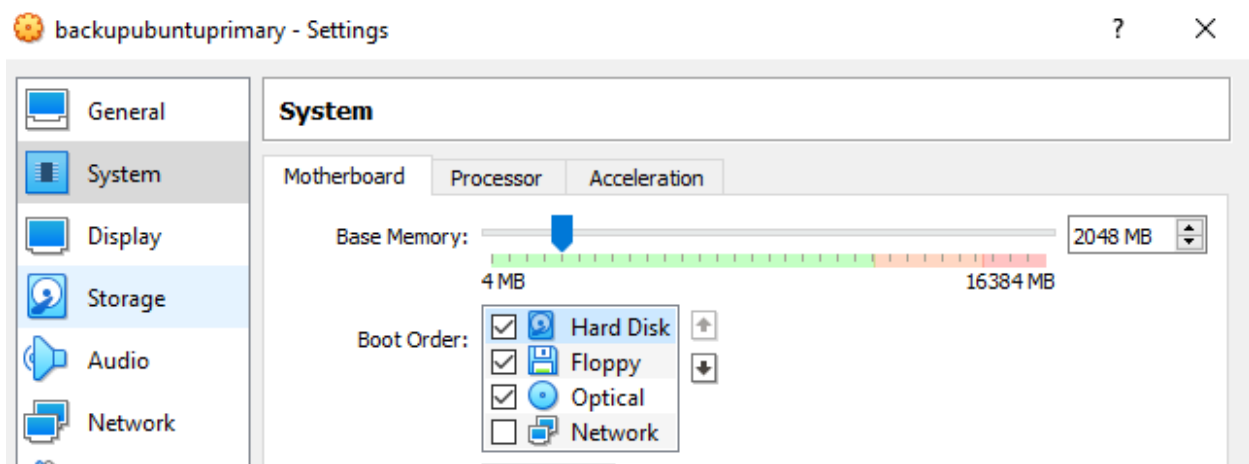 backupubuntuprimary - Settings ? ×
General
System
Display
Storage
Audio
Network
System
Motherboard Processor Acceleration
Base Memory: 2048 MB
4 MB 16384 MB
Boot Order:
Hard Disk
Floppy
Optical
Network